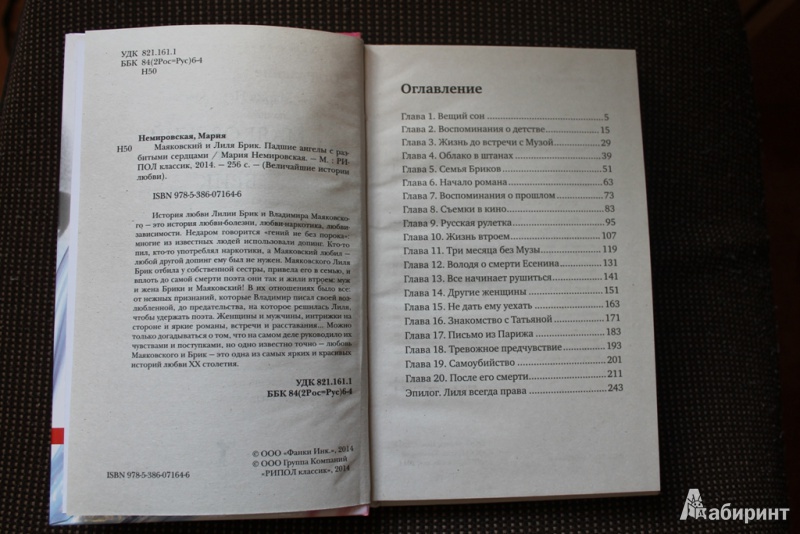 УДК 821.161.1
ББК 84(2Рос=Рус)6-4
Н50
Немировская, Мария
Н50 Маяковский и Лиля Брик. Падшие ангелы с раз-
битыми сердцами / Мария Немировская. – М. : РИ-
ПОЛ классик, 2014. – 256 с. – (Величайшие истории
любви).
ISBN 978-5-386-07164-6
История любви Лилии Брик и Владимира Маяковско-
го – это история любви-болезни, любви-наркотика, любви-
зависимости. Недаром говорится «гений не без порока»:
многие из известных людей использовали допинг. Кто-то
пил, кто-то употреблял наркотики, а Маяковский любил –
любой другой допинг ему был не нужен. Маяковского Лиля
Брик отбила у собственной сестры, привела его в семью, и
вплоть до самой смерти поэта они так и жили втроем: муж
и жена Брики и Маяковский! В их отношениях было все:
от нежных признаний, которые Владимир писал своей воз-
любленной, до предательства, на которое решилась Лиля,
чтобы удержать поэта. Женщины и мужчины, интрижки на
стороне и яркие романы, встречи и расставания... Можно
только догадываться о том, что на самом деле руководило их
чувствами и поступками, но одно известно точно – любовь
Маяковского и Брик – это одна из самых ярких и красивых
историй любви XX столетия.
УДК 821.161.1
ББК 84(2Рос=Рус)6-4
© ООО «Фанки Инк.», 2014
© ООО Группа Компаний
«РИПОЛ классик», 2014
ISBN 978-5-386-07164-6
Оглавление
Глава 1. Вещий сон 5
Глава 2. Воспоминания о детстве 15
Глава 3. Жизнь до встречи с Музой 29
Глава 4. Облако в штанах 39
Глава 5. Семья Бриков 51
Глава 6. Начало романа 63
Глава 7. Воспоминания о прошлом 73
Глава 8. Съемки в кино 83
Глава 9. Русская рулетка 95
Глава 10. Жизнь втроем 107
Глава 11. Три месяца без Музы 119
Глава 12. Володя о смерти Есенина 131
Глава 13. Все начинает рушиться 141
Глава 14. Другие женщины 151
Глава 15. Не дать ему уехать 163
Глава 16. Знакомство с Татьяной 171
Глава 17. Письмо из Парижа 183
Глава 18. Тревожное предчувствие 193
Глава 19. Самоубийство 201
Глава 20. После его смерти 211
Эпилог. Лиля всегда права 243
Лабиринт